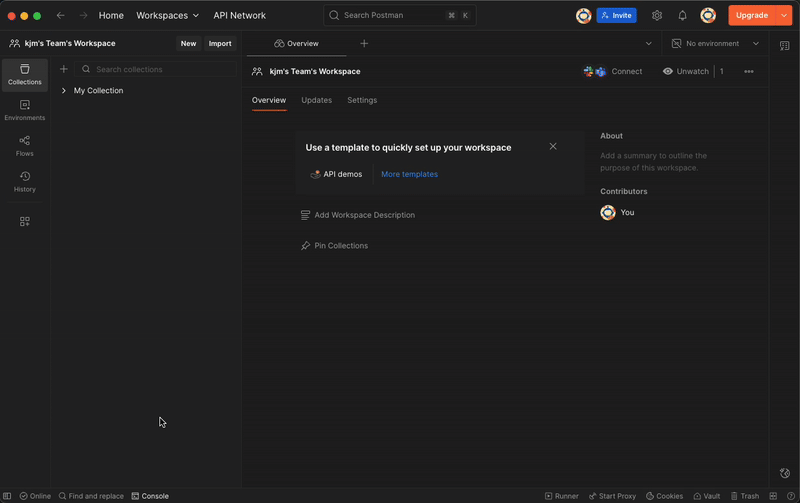 Home
Workspaces
API Network
Search Postman
⌘ K
Invite
Upgrade
kjm's Team's Workspace
New
Import
Overview
No environment
Collections
Environments
Flows
History
Search collections
My Collection
kjm's Team's Workspace
Connect
Unwatch
1
Overview
Updates
Settings
Use a template to quickly set up your workspace
API demos
More templates
Add Workspace Description
Pin Collections
About
Add a summary to outline the
purpose of this workspace.
Contributors
You
Online
Find and replace
Console
Runner
Start Proxy
Cookies
Vault
Trash